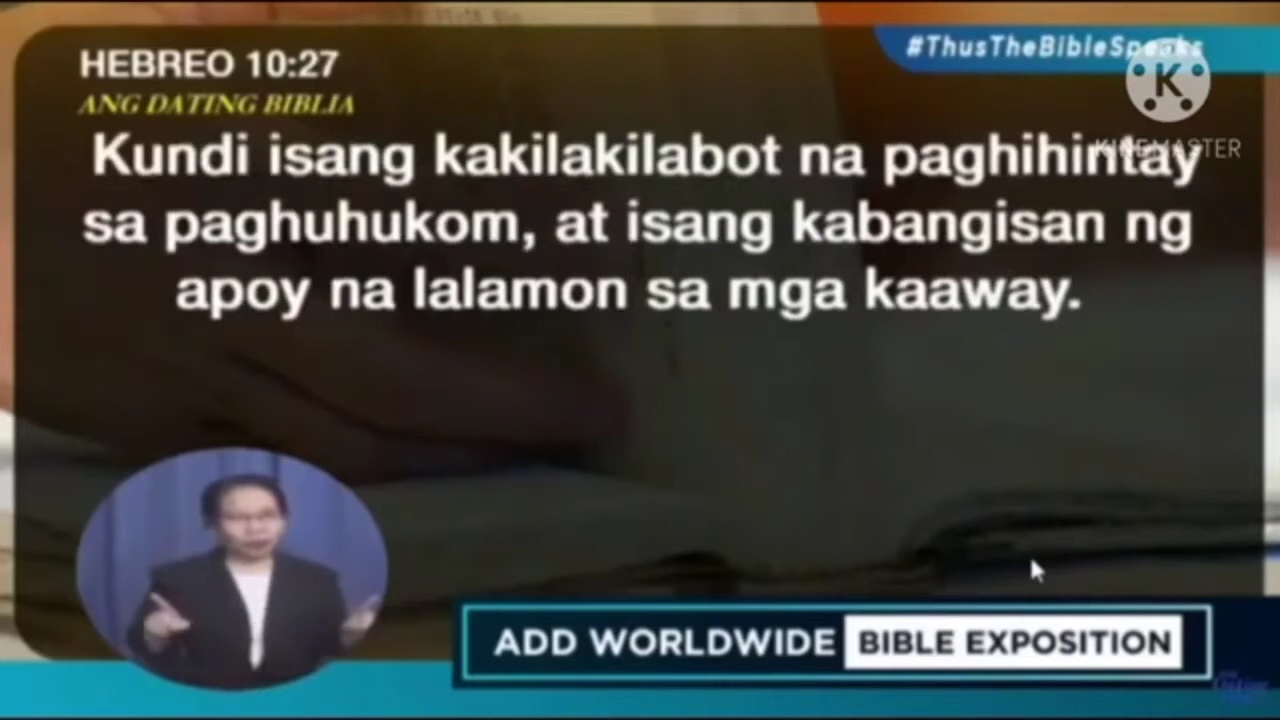 HEBREO 10:27
ANG DATING BIBLIA
#ThusTheBibleSpeaks
KINEMASTER
Kundi isang kakilakilabot na paghihintay
sa paghuhukom, at isang kabangisan ng
apoy na lalamon sa mga kaaway.
ADD WORLDWIDE BIBLE EXPOSITION